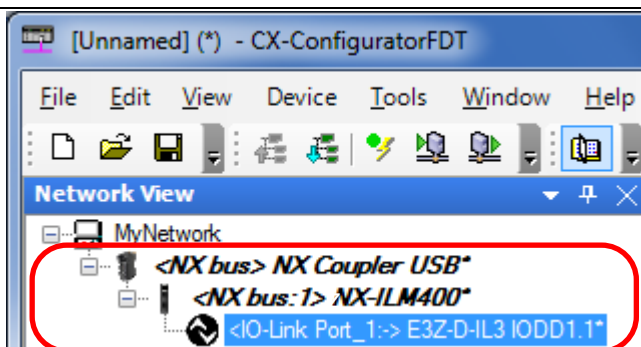 [Unnamed] (*) - CX-ConfiguratorFDT
File Edit View Device Tools Window Help
Network View
MyNetwork
<NX bus> NX Coupler USB*
<NX bus:1> NX-ILM400*
<IO-Link Port_1:-> E3Z-D-IL3 IODD1.1*